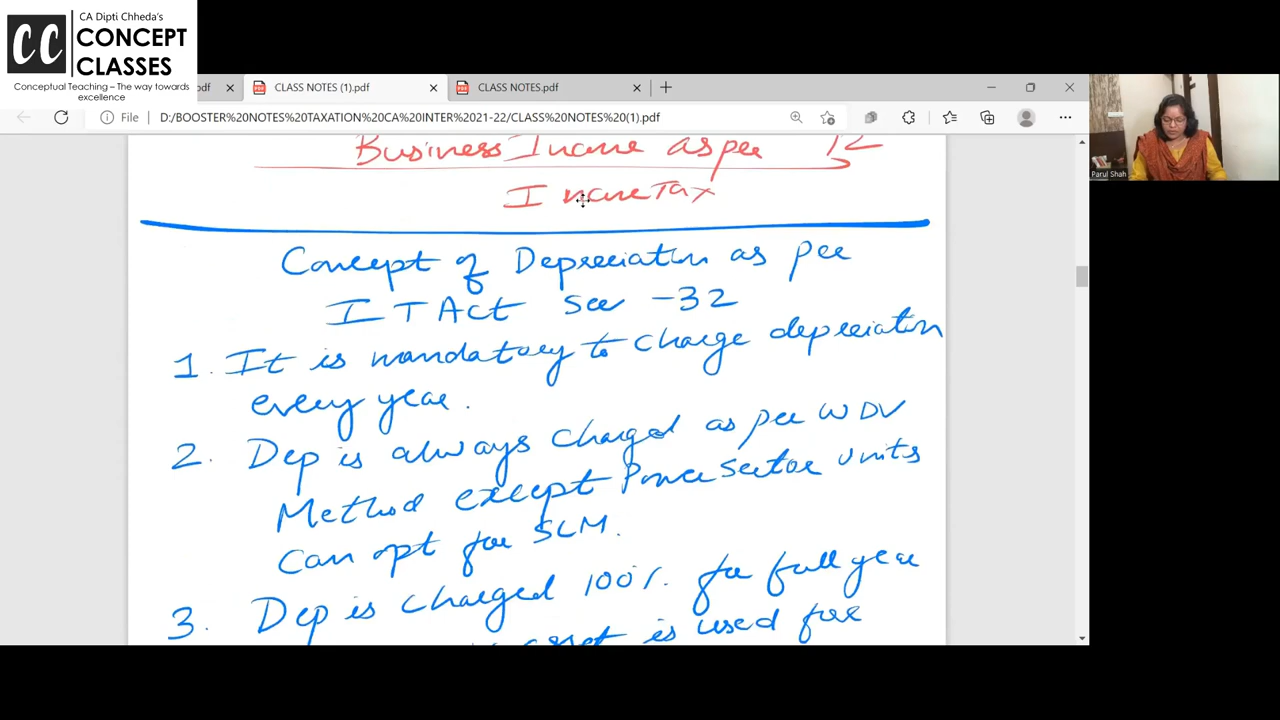 CA Dipti Chheda's
CC
CONCEPT
CLASSES
Conceptual Teaching – The way towards
excellence
pdf
CLASS NOTES (1).pdf
CLASS NOTES.pdf
File
D:/BOOSTER%20NOTES%20TAXATION%20CA%20INTER%202021-22/CLASS%20NOTES%20(1).pdf
Parul Shah
Business Income as per
Income Tax
Concept of Depreciation as per
IT Act Sec -32
1. It is mandatory to charge depreciation
every year.
2. Dep is always charged as per WDV
Method except Power Sector Units
Can opt for SLM.
3. Dep is charged 100%. for full year
asset is used for